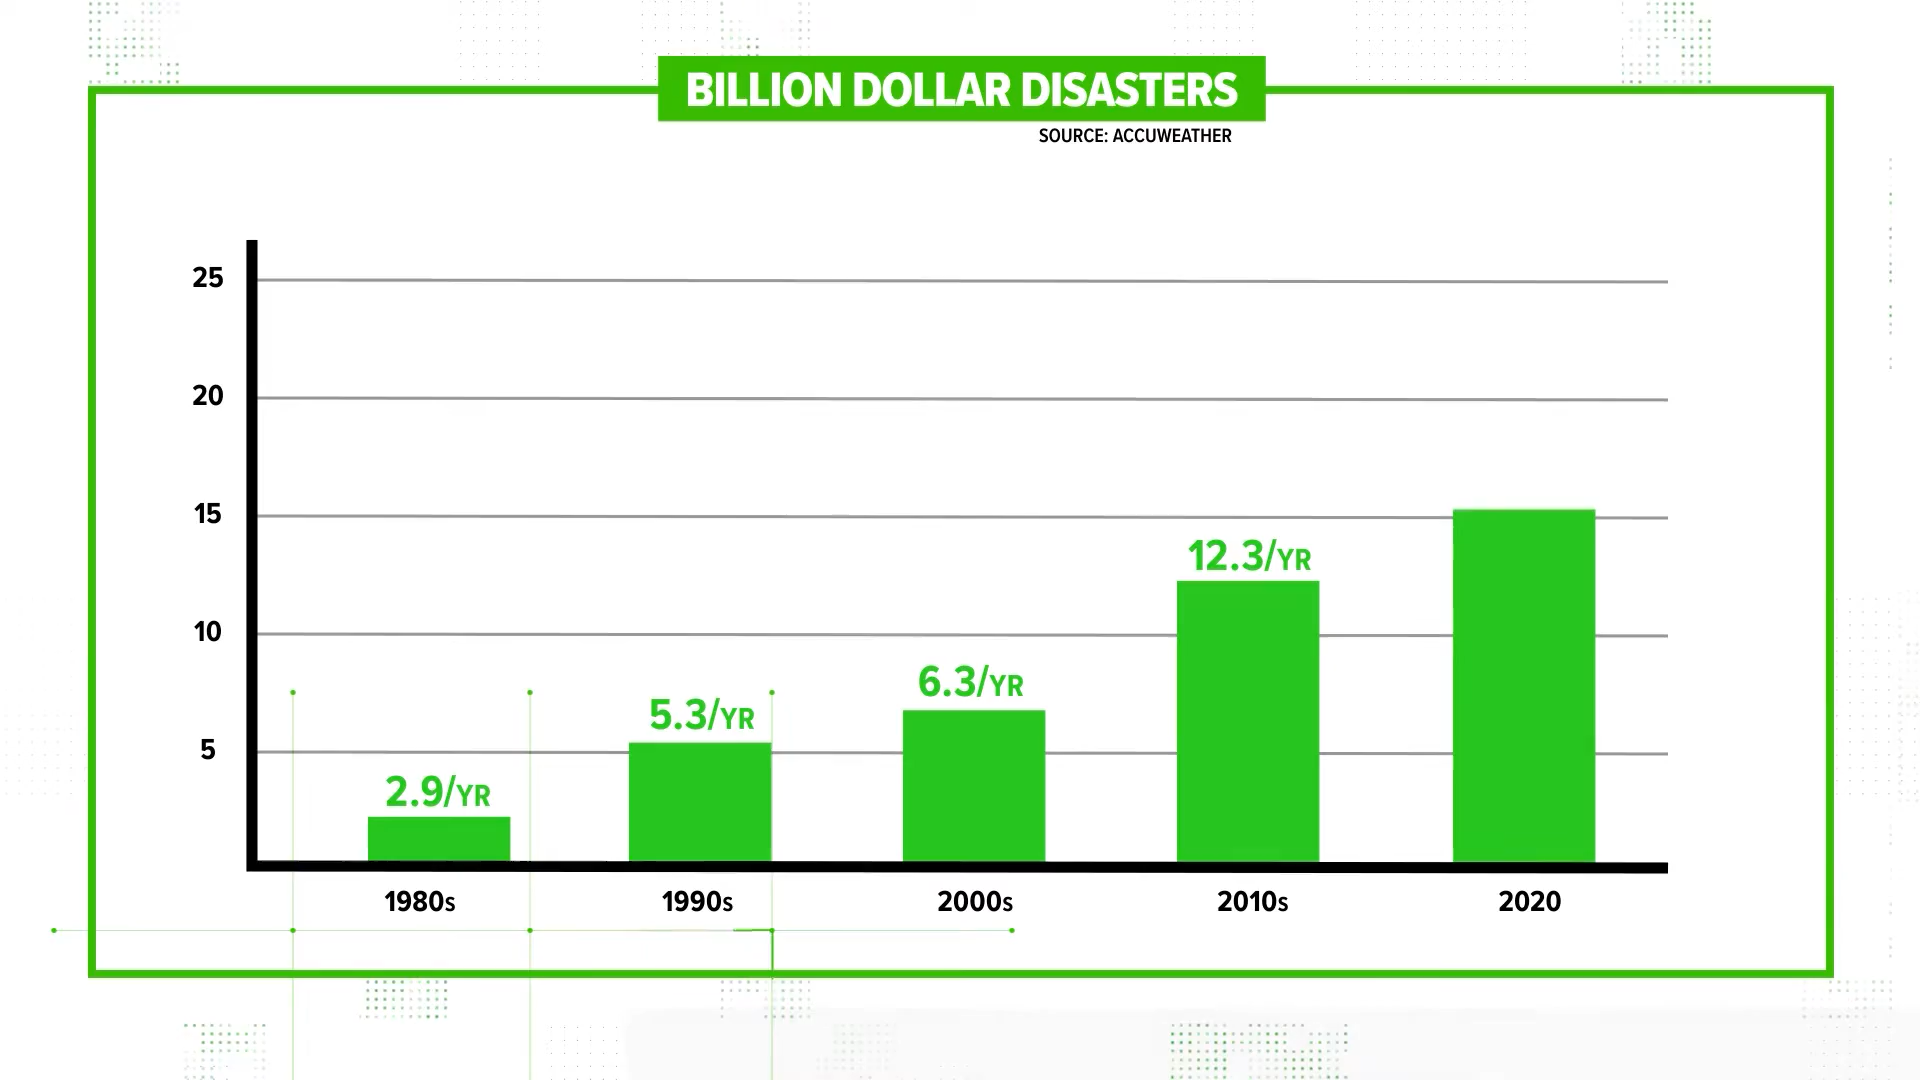 BILLION DOLLAR DISASTERS
SOURCE: ACCUWEATHER
25
20
15
10
5
2.9/YR
5.3/YR
6.3/YR
12.3/YR
1980s
1990s
2000s
2010s
2020